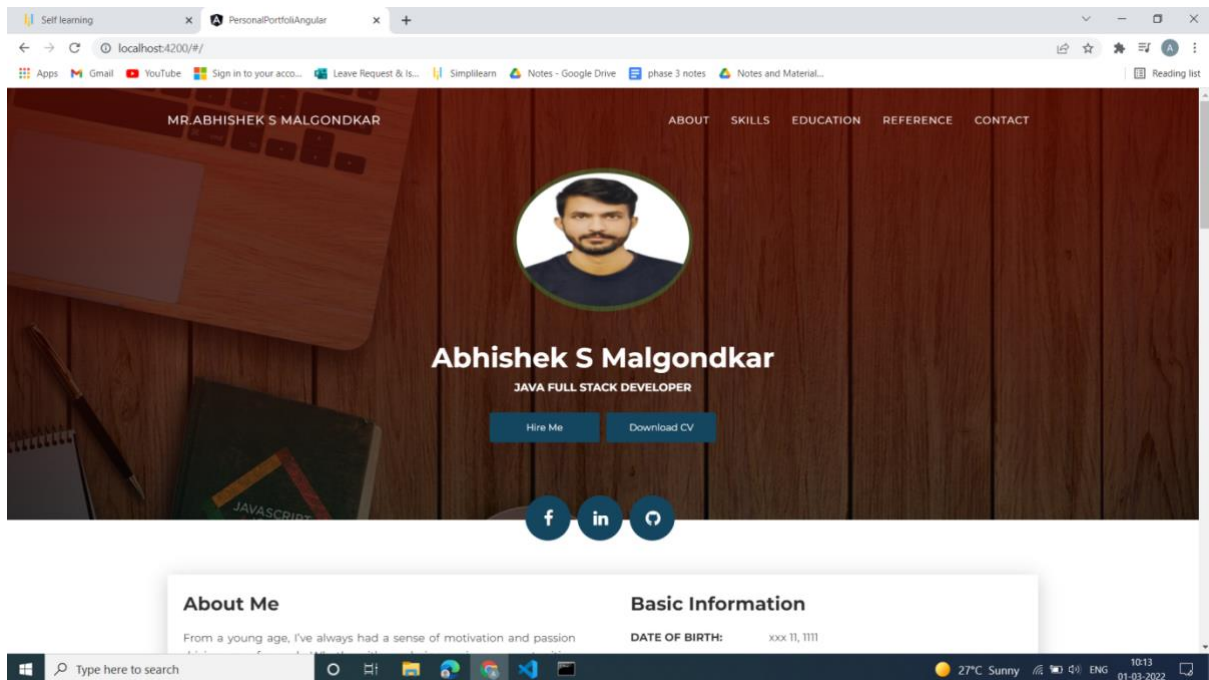 Self learning
PersonalPortfoliAngular
localhost:4200/#/
Apps Gmail YouTube Sign in to your acco... Leave Request & Is... Simplilearn Notes - Google Drive phase 3 notes Notes and Material... Reading list
MR.ABHISHEK S MALGONDKAR ABOUT SKILLS EDUCATION REFERENCE CONTACT
Abhishek S Malgondkar
JAVA FULL STACK DEVELOPER
Hire Me Download CV
JAVASCRIPT
f in
About Me
From a young age, I've always had a sense of motivation and passion
Basic Information
DATE OF BIRTH: xxx 11, 1111
Type here to search
27°C Sunny ENG 10:13
01-03-2022